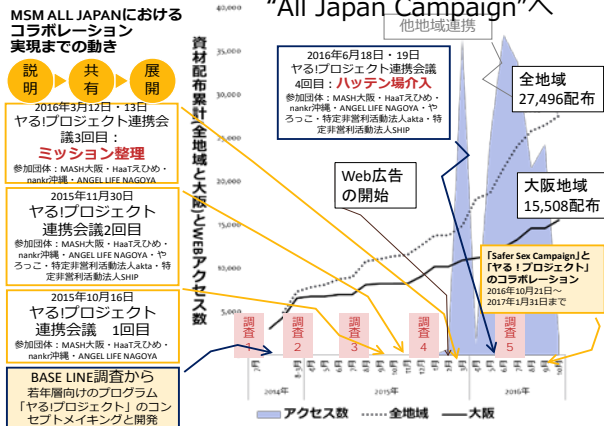 MSM ALL JAPANにおける
コラボレーション
実現までの動き
説明
共有
展開
2016年3月12日・13日
ヤる!プロジェクト連携会
議3回目：
ミッション整理
参加団体：MASH大阪・HaaTえひめ・
nankr沖縄・ANGEL LIFE NAGOYA
2015年11月30日
ヤる!プロジェクト
連携会議2回目
参加団体：MASH大阪・HaaTえひめ・
nankr沖縄・ANGEL LIFE NAGOYA・や
ろっこ・特定非営利活動法人akta・特
定非営利活動法人SHIP
2015年10月16日
ヤる!プロジェクト
連携会議　1回目
参加団体：MASH大阪・HaaTえひめ・
nankr沖縄・ANGEL LIFE NAGOYA
BASE LINE調査から
若年層向けのプログラム
「ヤる!プロジェクト」のコン
セプトメイキングと開発
"All Japan Campaign"へ
他地域連携
資材配布累計(全地域と大阪)とWEBアクセス数
40,000
35,000
20,000
15,000
10,000
2016年6月18日・19日
ヤる!プロジェクト連携会議
4回目：ハッテン場介入
参加団体：MASH大阪・HaaTえひめ・
nankr沖縄・ANGEL LIFE NAGOYA・や
ろっこ・特定非営利活動法人akta・特
定非営利活動法人SHIP
全地域
27,496配布
Web広告
の開始
大阪地域
15,508配布
「Safer Sex Campaign」と
「ヤる！プロジェクト」
のコラボレーション
2016年10月21日～
2017年1月31日まで
調査1
調査2
調査3
調査4
調査5
2014年
2015年
2016年
アクセス数
全地域
大阪